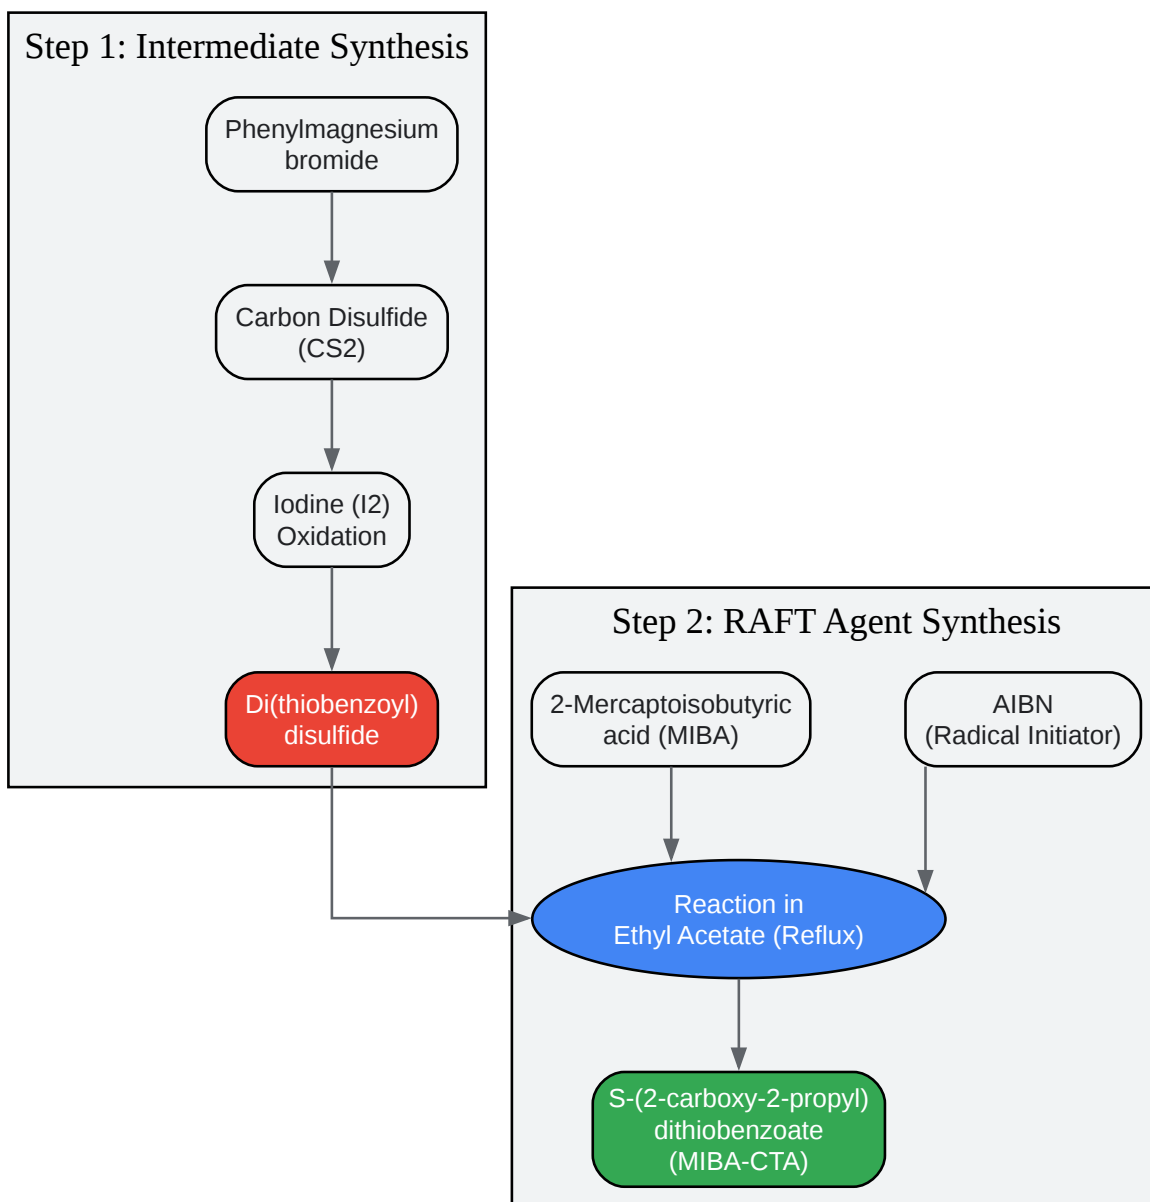 Step 1: Intermediate Synthesis
Phenylmagnesium
bromide
Carbon Disulfide
(CS2)
Iodine (I2)
Oxidation
Di(thiobenzoyl)
disulfide
Step 2: RAFT Agent Synthesis
2-Mercaptoisobutyric
acid (MIBA)
AIBN
(Radical Initiator)
Reaction in
Ethyl Acetate (Reflux)
S-(2-carboxy-2-propyl)
dithiobenzoate
(MIBA-CTA)